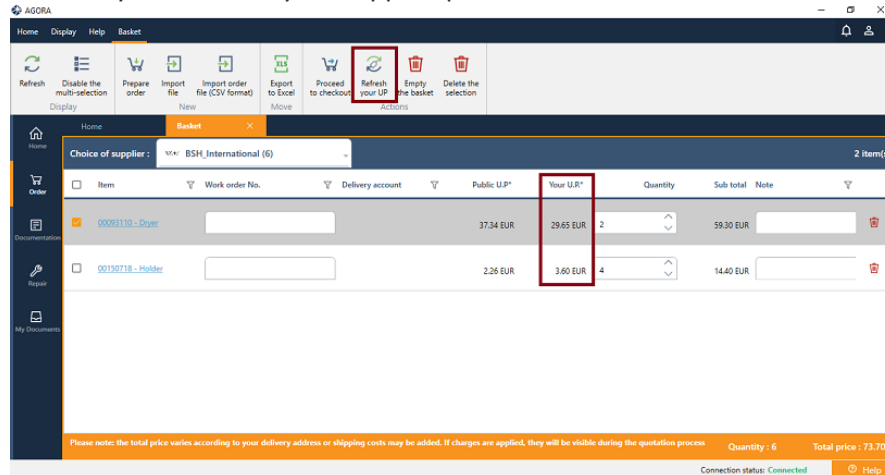 AGORA
Home Display Help Basket
Refresh
Disable the
multi-selection
Prepare
order
Import
file
Import order
file (CSV format)
XLS
Export
to Excel
Proceed
to checkout
Refresh
your UP
Empty
the basket
Delete the
selection
Display New Move Actions
Home
Order
Documentation
Repair
My Documents
Home Basket
Choice of supplier : BSH_International (6) 2 item(s
Item Work order No. Delivery account Public U.P* Your U.P.* Quantity Sub total Note
00093110 - Dryer 37.34 EUR 29.65 EUR 2 59.30 EUR
00150718 - Holder 2.26 EUR 3.60 EUR 4 14.40 EUR
Please note: the total price varies according to your delivery address or shipping costs may be added. If charges are applied, they will be visible during the quotation process Quantity : 6 Total price : 73.70
Connection status: Connected Help